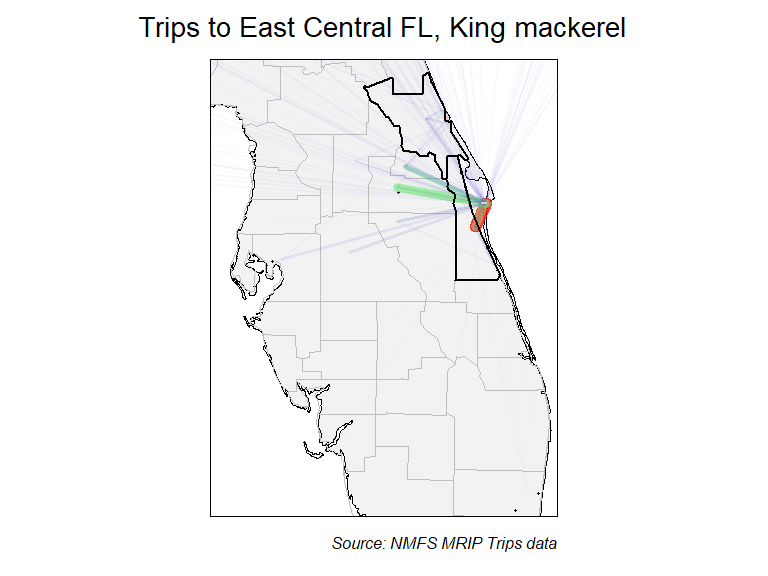 Trips to East Central FL, King mackerel
Source: NMFS MRIP Trips data